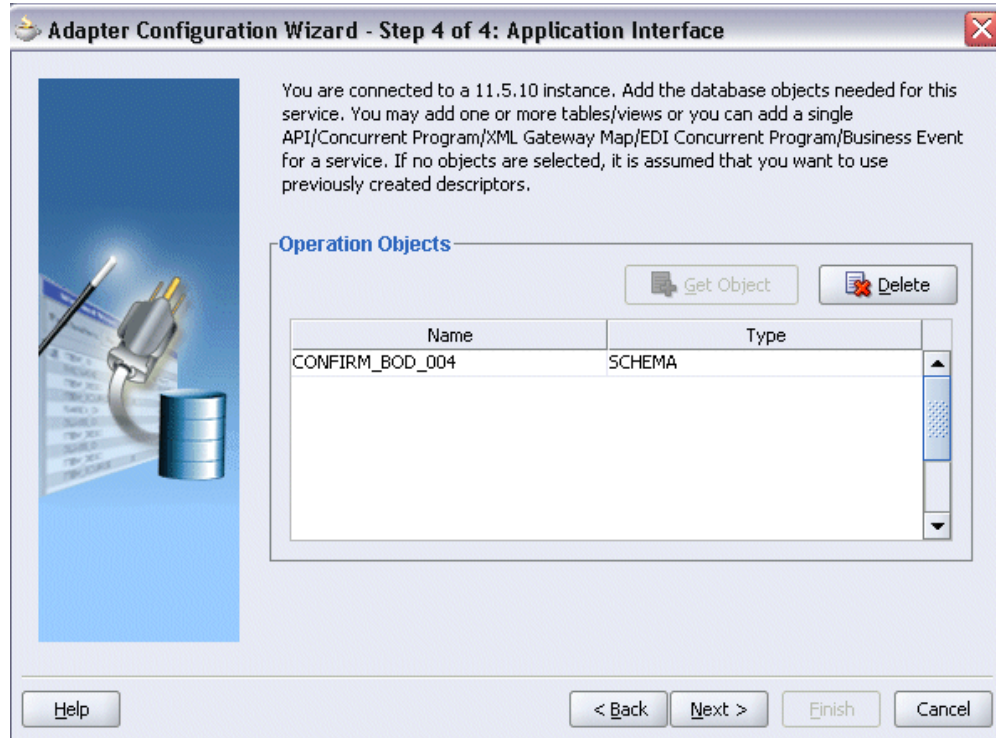 Adapter Configuration Wizard - Step 4 of 4: Application Interface
You are connected to a 11.5.10 instance. Add the database objects needed for this
service. You may add one or more tables/views or you can add a single
API/Concurrent Program/XML Gateway Map/EDI Concurrent Program/Business Event
for a service. If no objects are selected, it is assumed that you want to use
previously created descriptors.
Operation Objects
Get Object Delete
Name Type
CONFIRM_BOD_004 SCHEMA
Help < Back Next > Finish Cancel